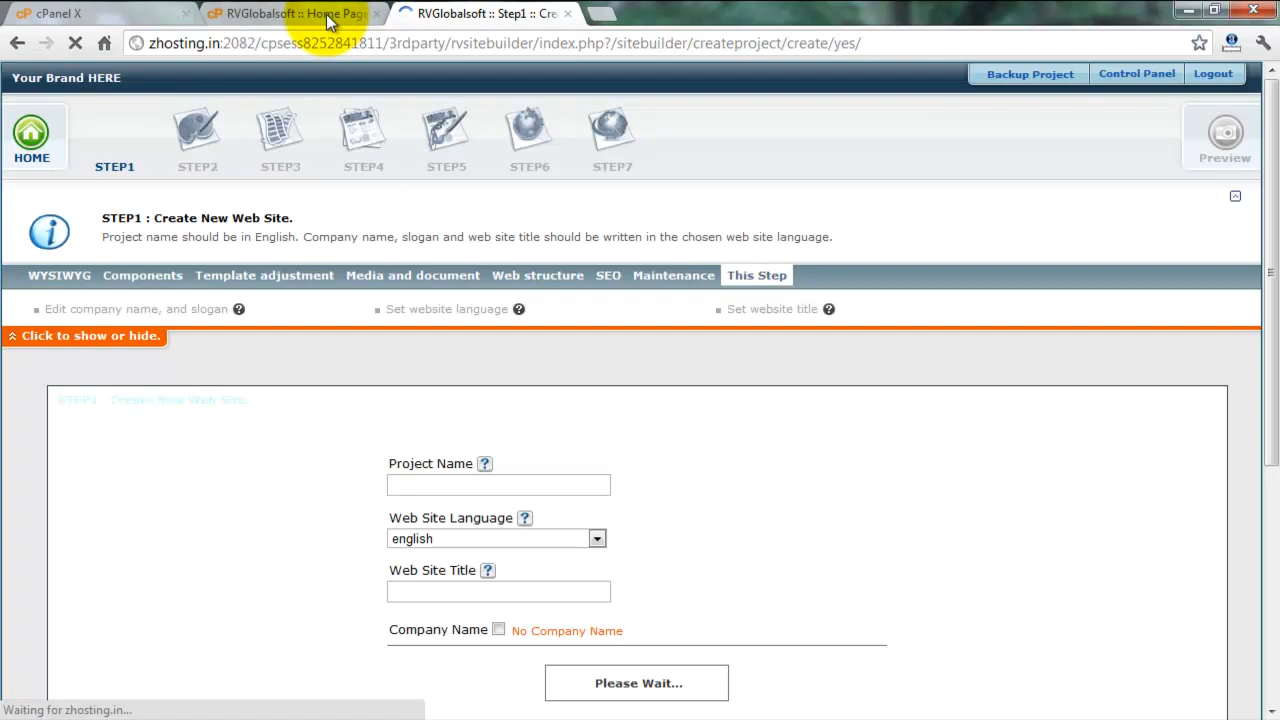 cPanel X
RVGlobalsoft :: Home Page
RVGlobalsoft :: Step1 :: Cre
zhosting.in:2082/cpsess8252841811/3rdparty/rvsitebuilder/index.php?/sitebuilder/createproject/create/yes/
Your Brand HERE
Backup Project
Control Panel
Logout
HOME
STEP1
STEP2
STEP3
STEP4
STEP5
STEP6
STEP7
Preview
STEP1 : Create New Web Site.
Project name should be in English. Company name, slogan and web site title should be written in the chosen web site language.
WYSIWYG Components Template adjustment Media and document Web structure SEO Maintenance This Step
Edit company name, and slogan ?
Set website language ?
Set website title ?
Click to show or hide.
STEP1 Create New Web Site.
Project Name ?
Web Site Language ?
english
Web Site Title ?
Company Name No Company Name
Please Wait...
Waiting for zhosting.in...